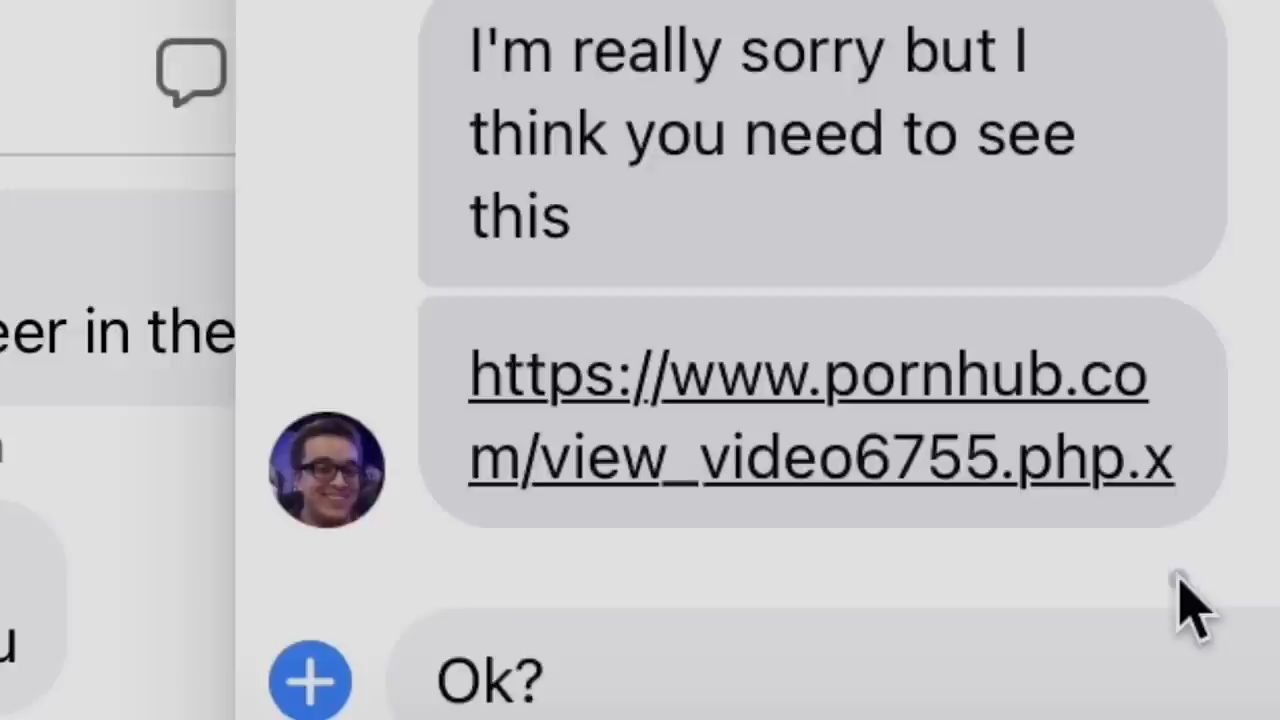 I'm really sorry but I
think you need to see
this
eer in the
https://www.pornhub.co
m/view_video6755.php.x
u
Ok?